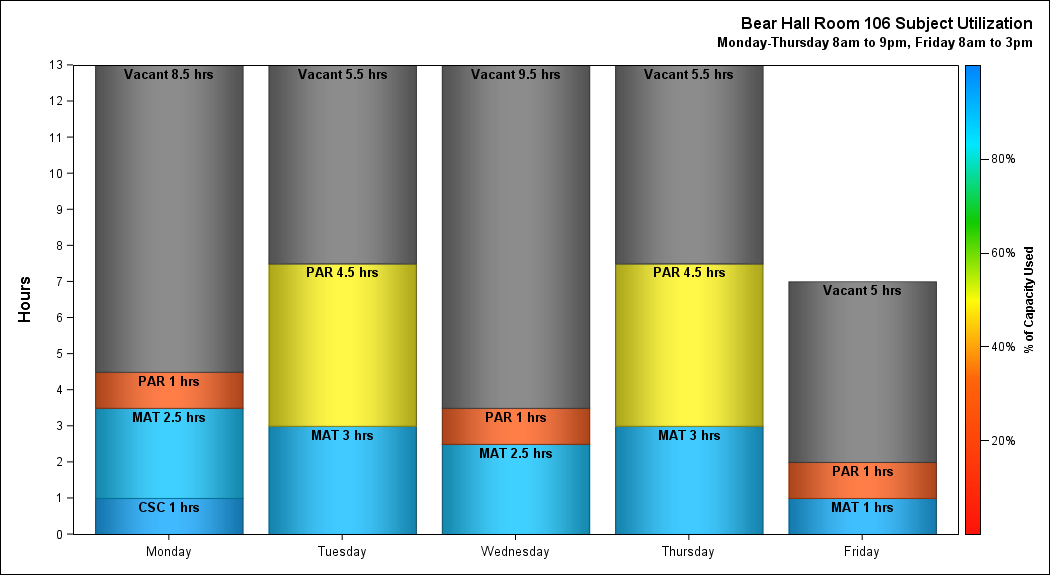 Bear Hall Room 106 Subject Utilization
Monday-Thursday 8am to 9pm, Friday 8am to 3pm
Hours
13
12
11
10
9
8
7
6
5
4
3
2
1
0
Vacant 8.5 hrs
PAR 1 hrs
MAT 2.5 hrs
CSC 1 hrs
Vacant 5.5 hrs
PAR 4.5 hrs
MAT 3 hrs
Vacant 9.5 hrs
PAR 1 hrs
MAT 2.5 hrs
Vacant 5.5 hrs
PAR 4.5 hrs
MAT 3 hrs
Vacant 5 hrs
PAR 1 hrs
MAT 1 hrs
Monday Tuesday Wednesday Thursday Friday
80%
60%
40%
20%
% of Capacity Used